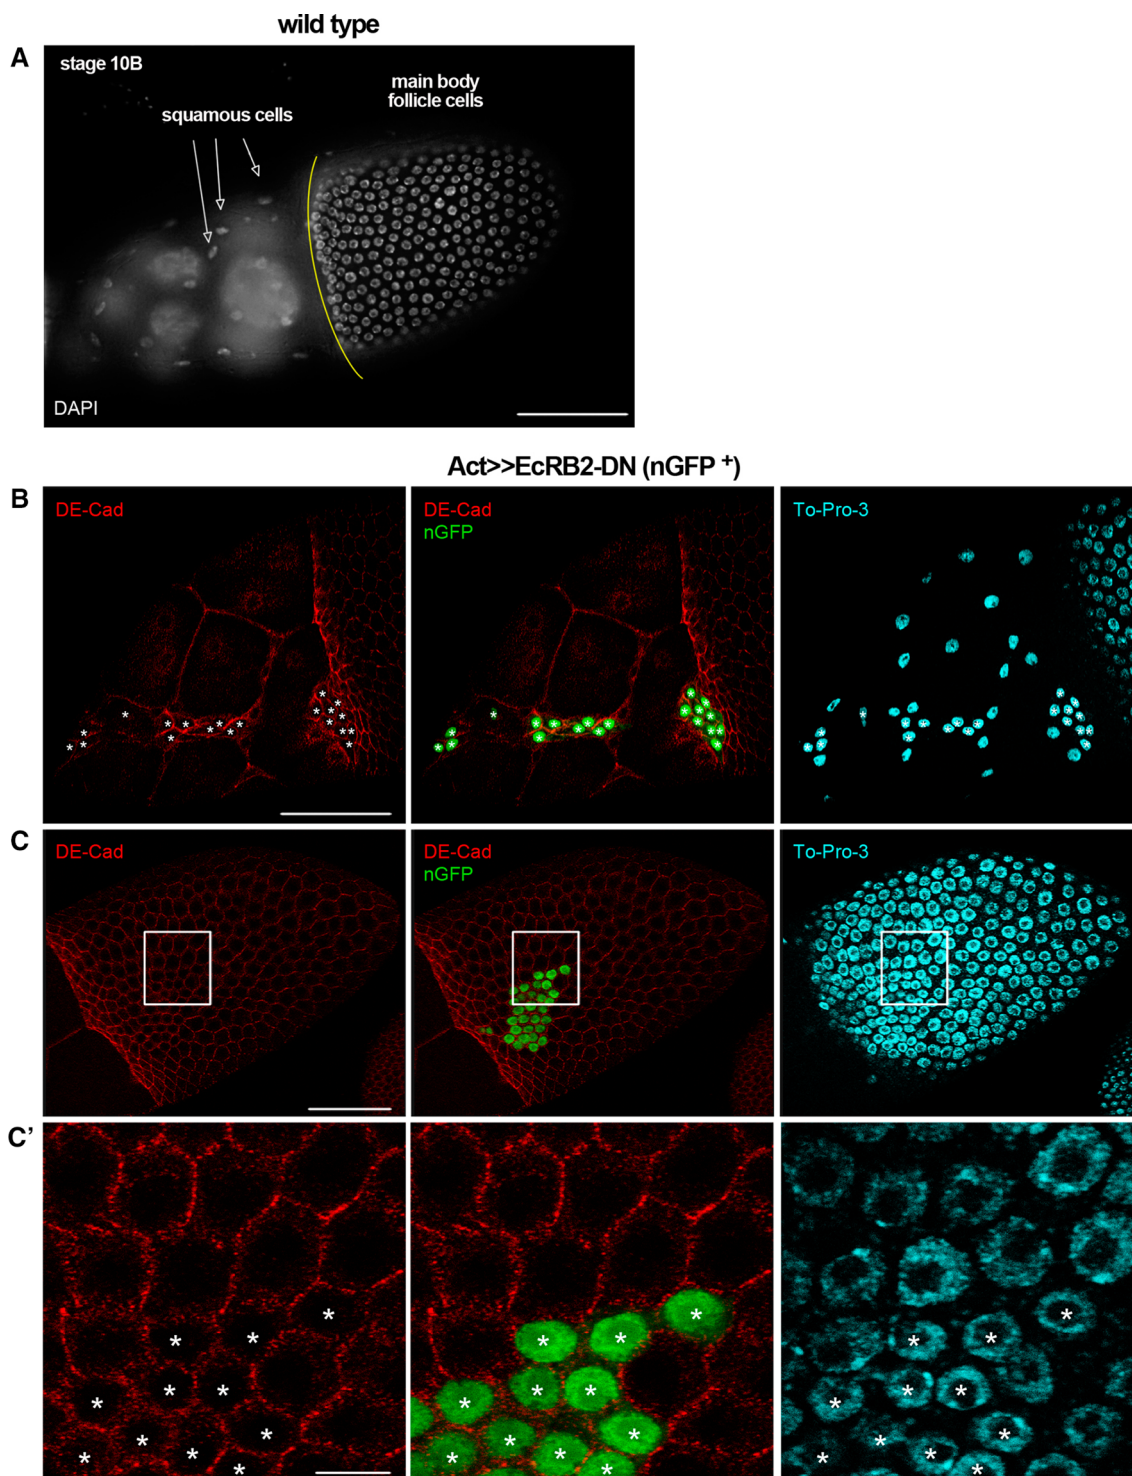 wild type
A
stage 10B
main body
follicle cells
squamous cells
DAPI
Act>>EcRB2-DN (nGFP +)
B
DE-Cad
DE-Cad
nGFP
To-Pro-3
C
DE-Cad
DE-Cad
nGFP
To-Pro-3
C'